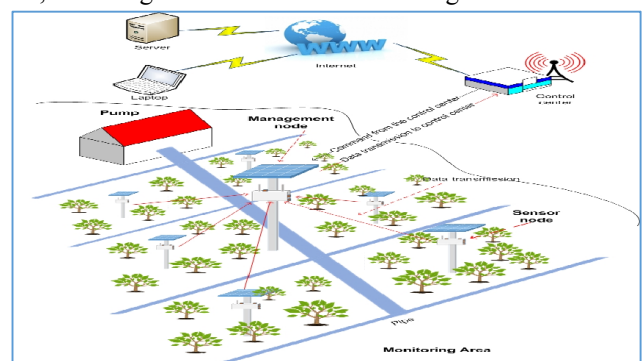 Server
WWW
Internet
Laptop
Control
center
Pump
Management
node
Command from the control center
Data transmission to control center
Data transmission
Sensor
node
Pipe
Monitoring Area